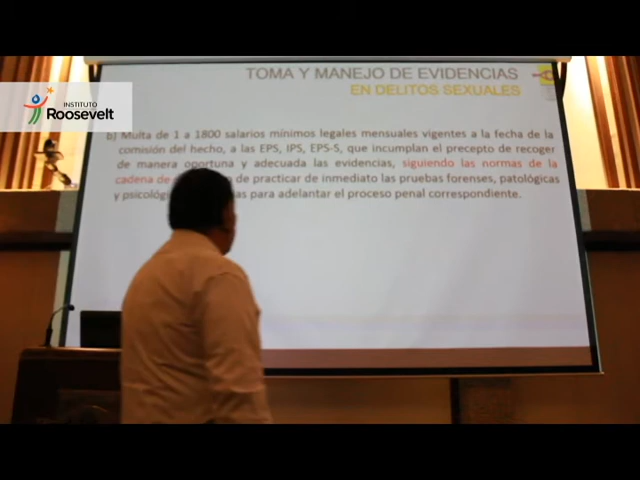 INSTITUTO
Roosevelt
TOMA Y MANEJO DE EVIDENCIAS
EN DELITOS SEXUALES
b) Multa de 1 a 1800 salarios mínimos legales mensuales vigentes a la fecha de la
comisión del hecho, a las EPS, IPS, EPS-S, que incumplan el precepto de recoger
de manera oportuna y adecuada las evidencias, siguiendo las normas de la
cadena de de practicar de inmediato las pruebas forenses, patológicas
y para adelantar el proceso penal correspondiente.